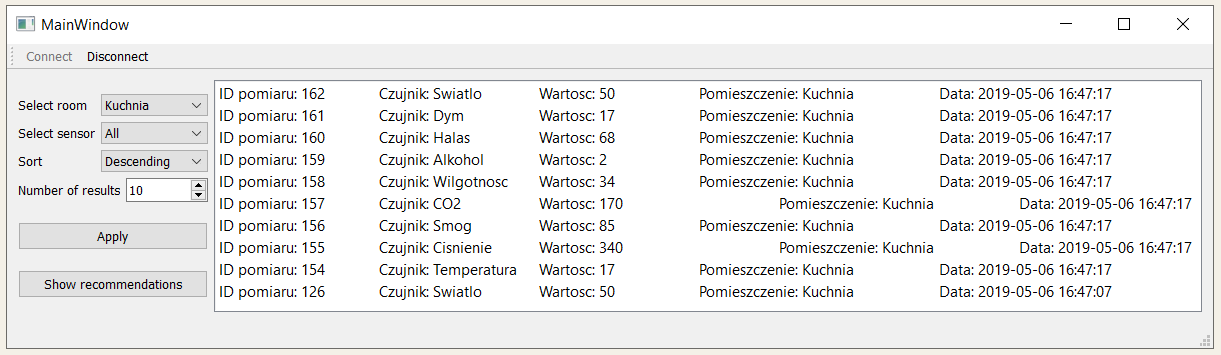 MainWindow
Connect Disconnect
Select room Kuchnia
Select sensor All
Sort Descending
Number of results 10
Apply
Show recommendations
ID pomiaru: 162 Czujnik: Swiatlo Wartosc: 50 Pomieszczenie: Kuchnia Data: 2019-05-06 16:47:17
ID pomiaru: 161 Czujnik: Dym Wartosc: 17 Pomieszczenie: Kuchnia Data: 2019-05-06 16:47:17
ID pomiaru: 160 Czujnik: Halas Wartosc: 68 Pomieszczenie: Kuchnia Data: 2019-05-06 16:47:17
ID pomiaru: 159 Czujnik: Alkohol Wartosc: 2 Pomieszczenie: Kuchnia Data: 2019-05-06 16:47:17
ID pomiaru: 158 Czujnik: Wilgotnosc Wartosc: 34 Pomieszczenie: Kuchnia Data: 2019-05-06 16:47:17
ID pomiaru: 157 Czujnik: CO2 Wartosc: 170 Pomieszczenie: Kuchnia Data: 2019-05-06 16:47:17
ID pomiaru: 156 Czujnik: Smog Wartosc: 85 Pomieszczenie: Kuchnia Data: 2019-05-06 16:47:17
ID pomiaru: 155 Czujnik: Cisnienie Wartosc: 340 Pomieszczenie: Kuchnia Data: 2019-05-06 16:47:17
ID pomiaru: 154 Czujnik: Temperatura Wartosc: 17 Pomieszczenie: Kuchnia Data: 2019-05-06 16:47:17
ID pomiaru: 126 Czujnik: Swiatlo Wartosc: 50 Pomieszczenie: Kuchnia Data: 2019-05-06 16:47:07